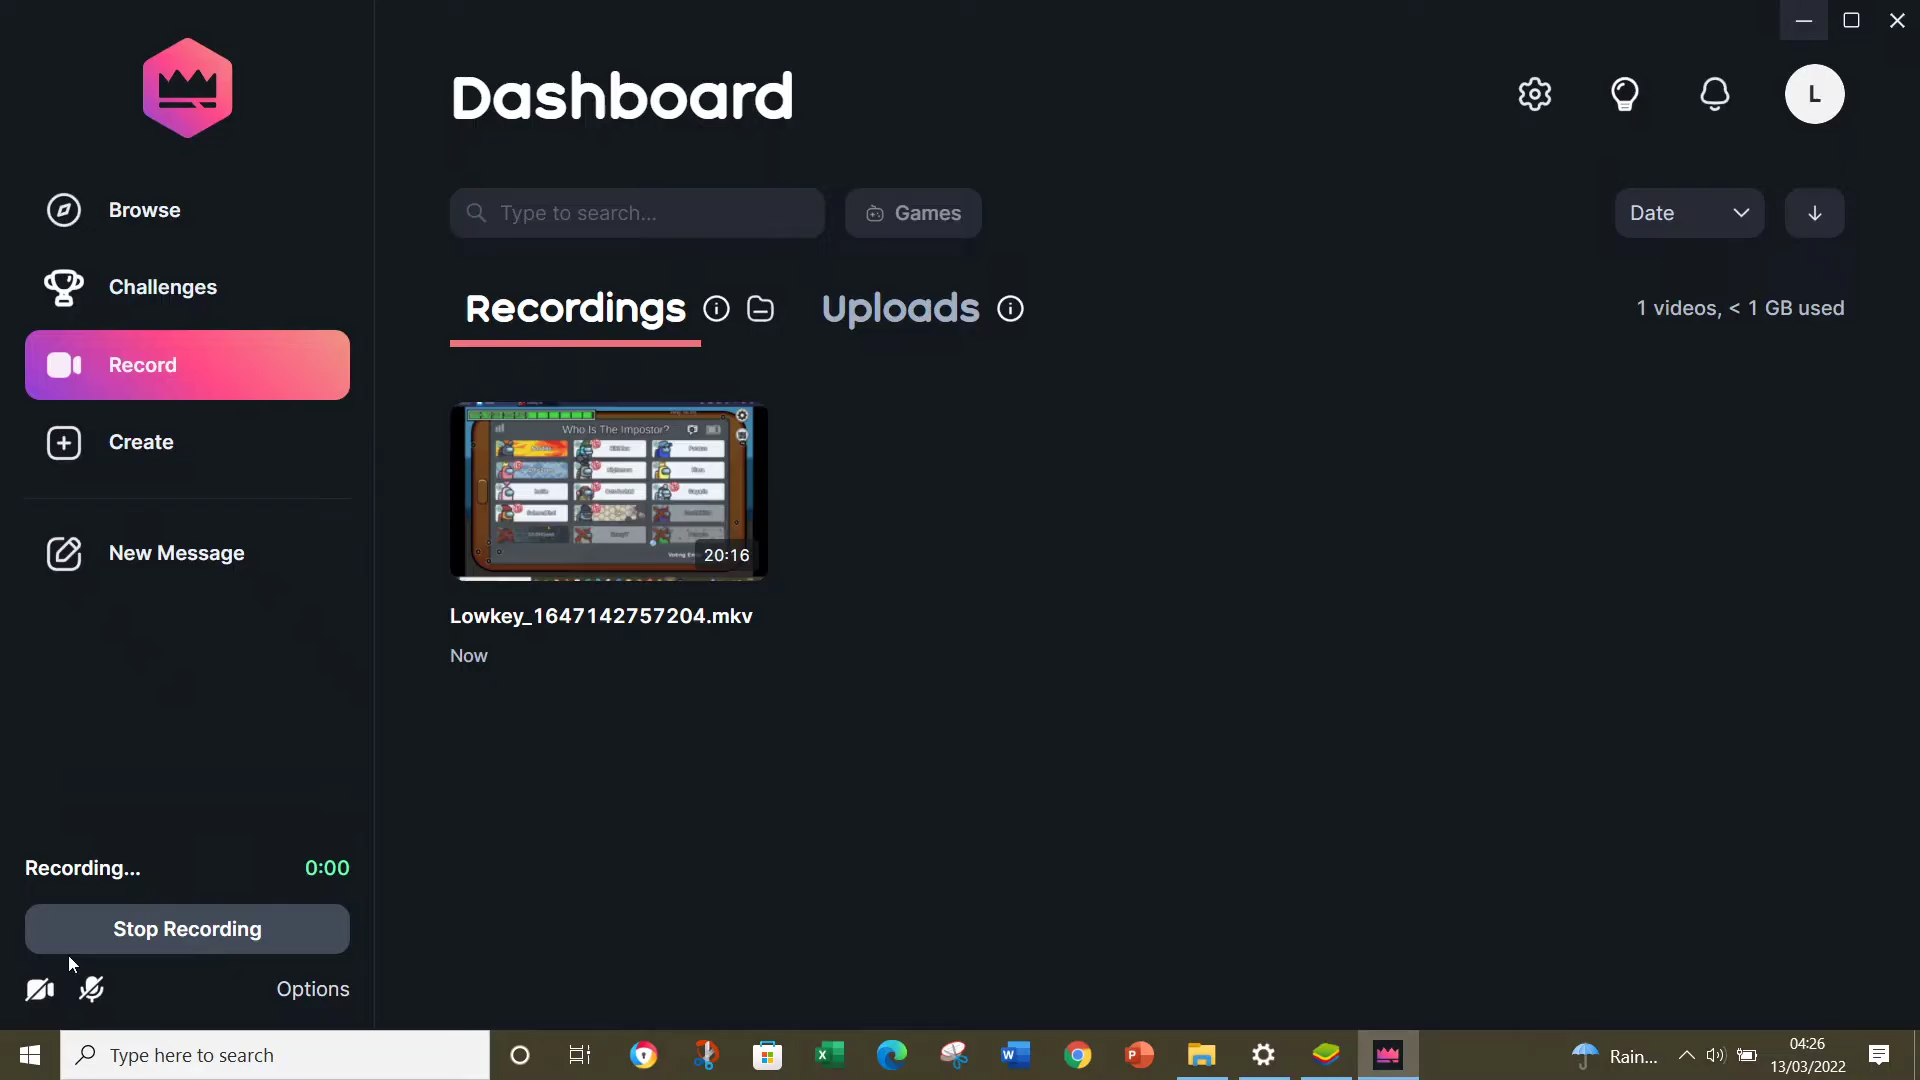 Dashboard
L
Browse
Type to search...
Games
Date
Challenges
Recordings
Uploads
1 videos, < 1 GB used
Record
Who Is The Impostor?
Create
20:16
New Message
Lowkey_1647142757204.mkv
Now
Recording...
0:00
Stop Recording
Options
Type here to search
Rain...
04:26
13/03/2022